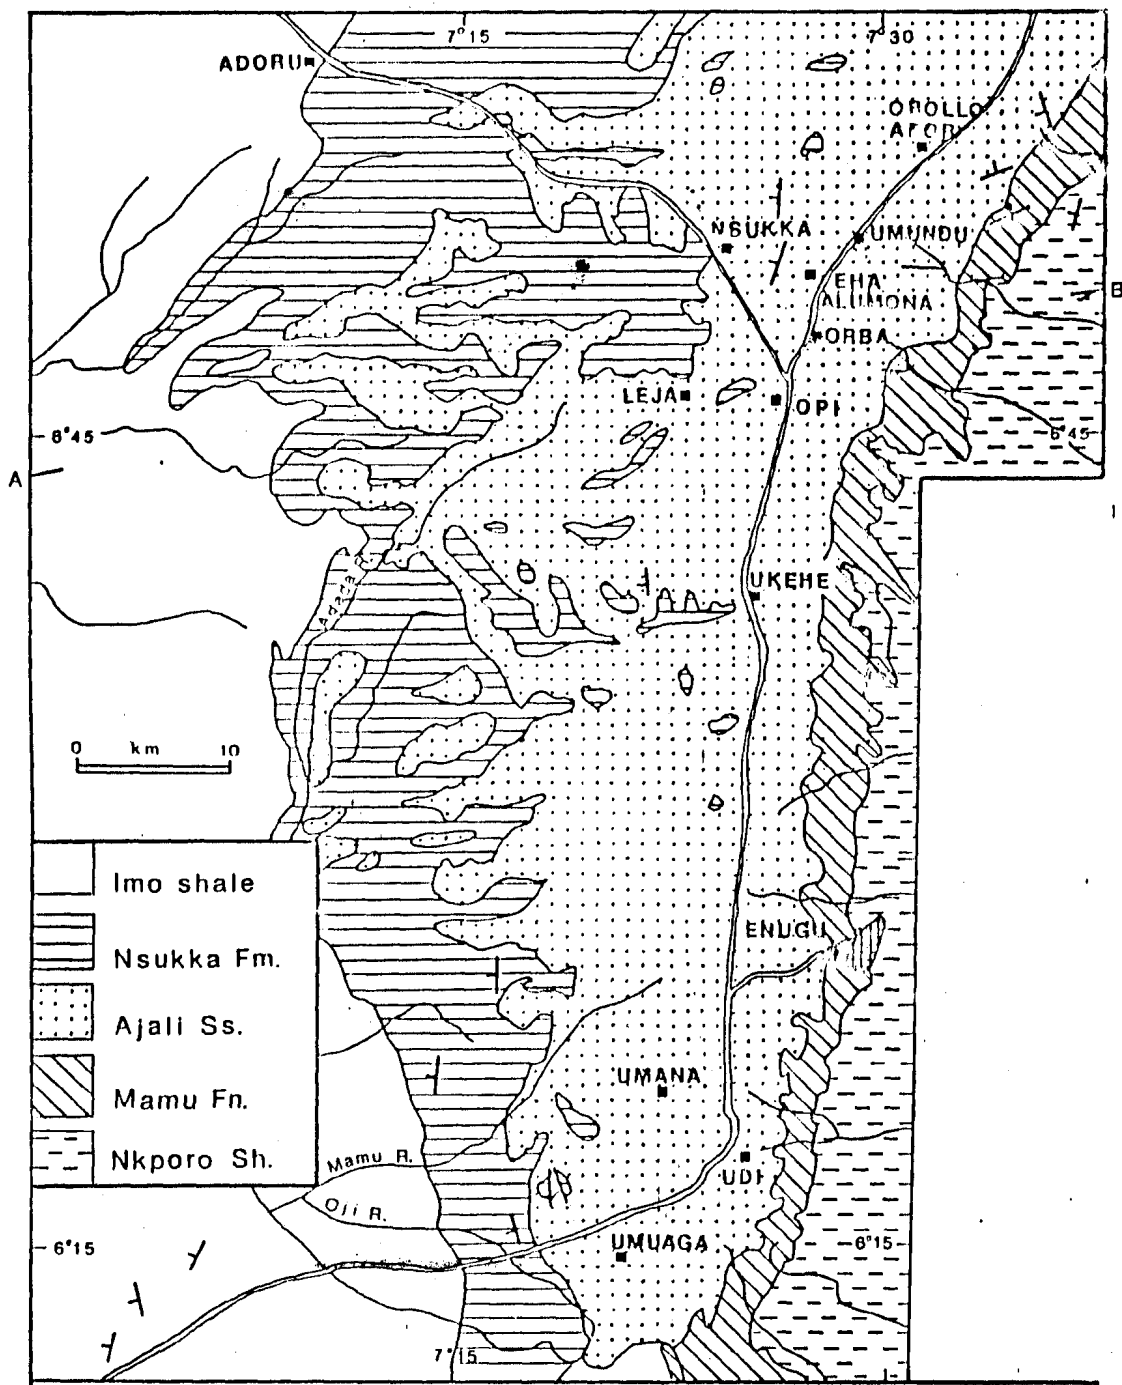 7°15
7°30
ADORU
OROLLO
AFOR
NSUKKA
UMUNDU
EHA
ALUMONA
B
ORBA
LEJA
OPI
6°45
6°45
A
UKEHE
Adada R.
0 km 10
Imo shale
Nsukka Fm.
Ajali Ss.
Mamu Fn.
Nkporo Sh.
ENUGU
UMANA
Mamu R.
UDI
Oji R.
6°15
UMUAGA
6°15
7°15